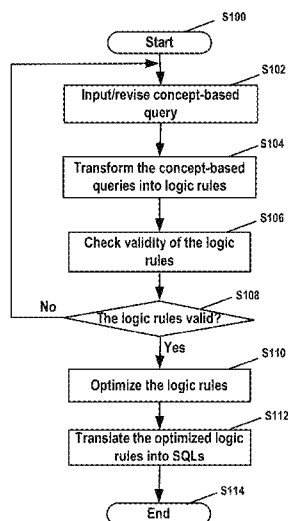 S100
Start
S102
Input/revise concept-based
query
S104
Transform the concept-based
queries into logic rules
S106
Check validity of the logic
rules
S108
No
The logic rules valid?
Yes
S110
Optimize the logic rules
S112
Translate the optimized logic
rules into SQLs
S114
End